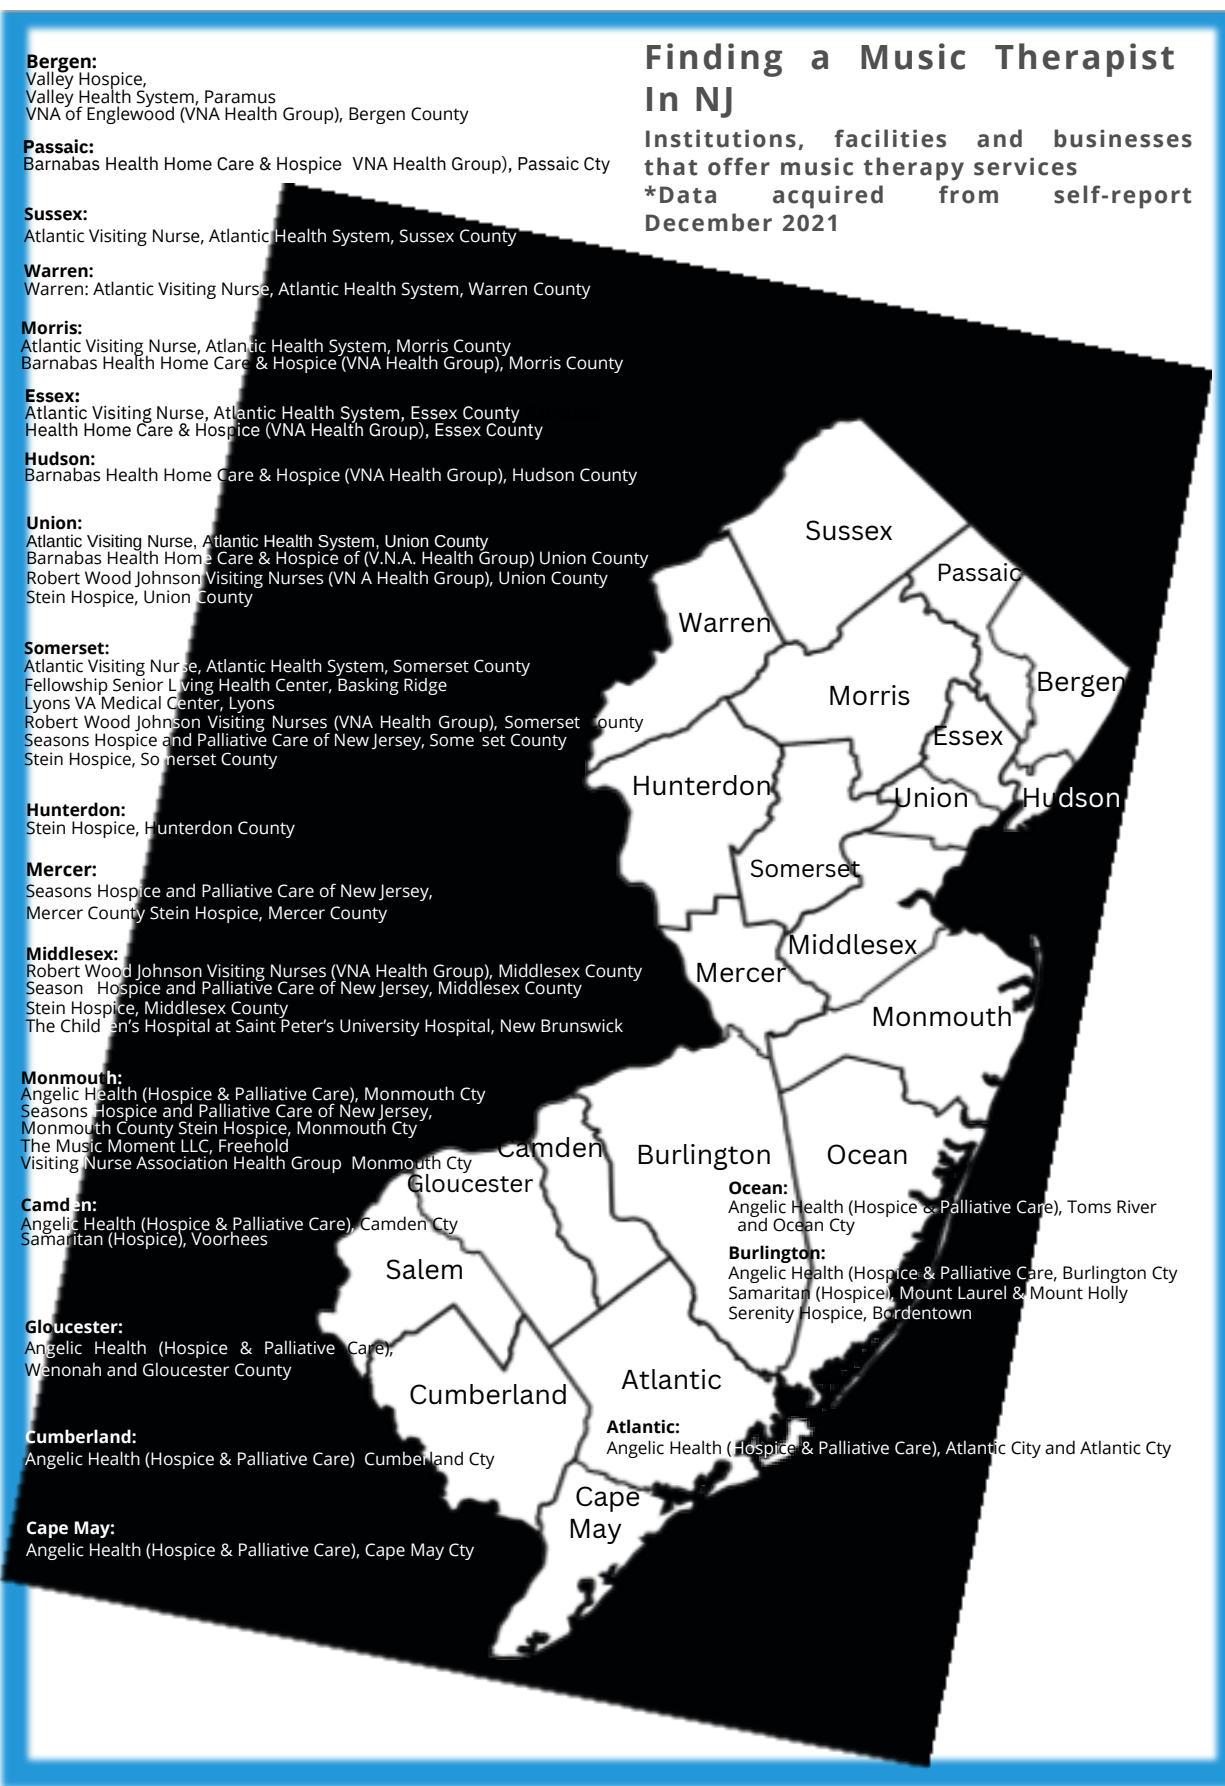 Finding a Music Therapist
In NJ
Institutions, facilities and businesses
that offer music therapy services
*Data acquired from self-report
December 2021
Bergen:
Valley Hospice,
Valley Health System, Paramus
VNA of Englewood (VNA Health Group), Bergen County
Passaic:
Barnabas Health Home Care & Hospice VNA Health Group), Passaic Cty
Sussex:
Atlantic Visiting Nurse, Atlantic Health System, Sussex County
Warren:
Warren: Atlantic Visiting Nurse, Atlantic Health System, Warren County
Morris:
Atlantic Visiting Nurse, Atlantic Health System, Morris County
Barnabas Health Home Care & Hospice (VNA Health Group), Morris County
Essex:
Atlantic Visiting Nurse, Atlantic Health System, Essex County
Health Home Care & Hospice (VNA Health Group), Essex County
Hudson:
Barnabas Health Home Care & Hospice (VNA Health Group), Hudson County
Union:
Atlantic Visiting Nurse, Atlantic Health System, Union County
Barnabas Health Home Care & Hospice of (V.N.A. Health Group) Union County
Robert Wood Johnson Visiting Nurses (VN A Health Group), Union County
Stein Hospice, Union County
Somerset:
Atlantic Visiting Nurse, Atlantic Health System, Somerset County
Fellowship Senior Living Health Center, Basking Ridge
Lyons VA Medical Center, Lyons
Robert Wood Johnson Visiting Nurses (VNA Health Group), Somerset County
Seasons Hospice and Palliative Care of New Jersey, Somerset County
Stein Hospice, Somerset County
Hunterdon:
Stein Hospice, Hunterdon County
Mercer:
Seasons Hospice and Palliative Care of New Jersey,
Mercer County Stein Hospice, Mercer County
Middlesex:
Robert Wood Johnson Visiting Nurses (VNA Health Group), Middlesex County
Season Hospice and Palliative Care of New Jersey, Middlesex County
Stein Hospice, Middlesex County
The Children's Hospital at Saint Peter's University Hospital, New Brunswick
Monmouth:
Angelic Health (Hospice & Palliative Care), Monmouth Cty
Seasons Hospice and Palliative Care of New Jersey,
Monmouth County Stein Hospice, Monmouth Cty
The Music Moment LLC, Freehold
Visiting Nurse Association Health Group Monmouth Cty
Camden:
Angelic Health (Hospice & Palliative Care), Camden Cty
Samaritan (Hospice), Voorhees
Gloucester:
Angelic Health (Hospice & Palliative Care),
Wenonah and Gloucester County
Cumberland:
Angelic Health (Hospice & Palliative Care) Cumberland Cty
Cape May:
Angelic Health (Hospice & Palliative Care), Cape May Cty
Sussex
Passaic
Warren
Bergen
Morris
Essex
Hunterdon
Union
Hudson
Somerset
Middlesex
Mercer
Monmouth
Camden
Burlington
Ocean
Gloucester
Ocean:
Angelic Health (Hospice & Palliative Care), Toms River
and Ocean Cty
Burlington:
Angelic Health (Hospice & Palliative Care, Burlington Cty
Samaritan (Hospice), Mount Laurel & Mount Holly
Serenity Hospice, Bordentown
Salem
Atlantic
Cumberland
Atlantic:
Angelic Health (Hospice & Palliative Care), Atlantic City and Atlantic Cty
Cape
May